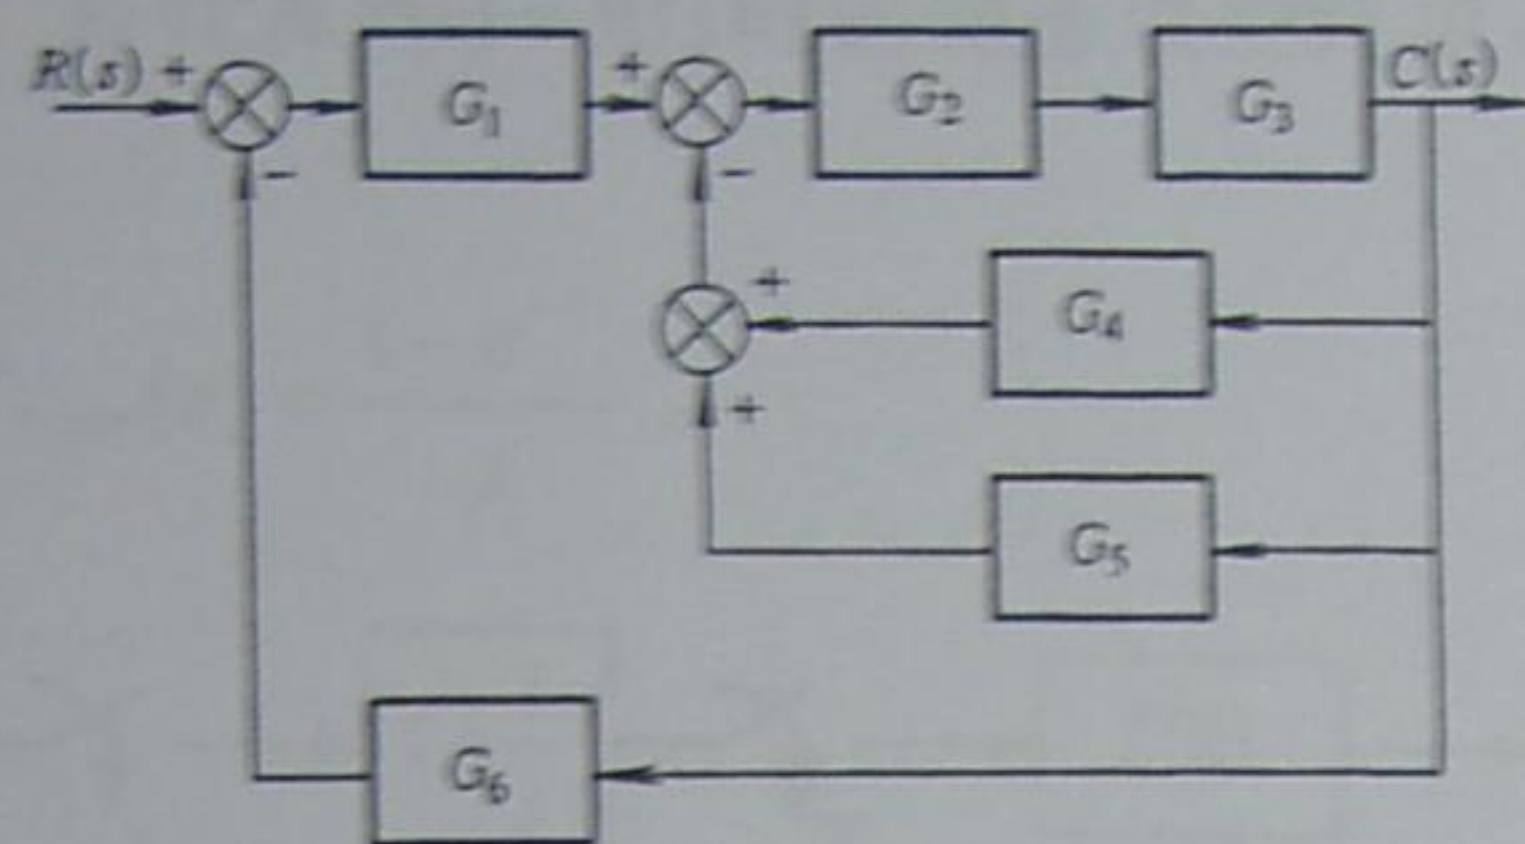 R(s) + G₁ + G₂ G₃ C(s)
− −
+ G₄
+ G₅
G₆